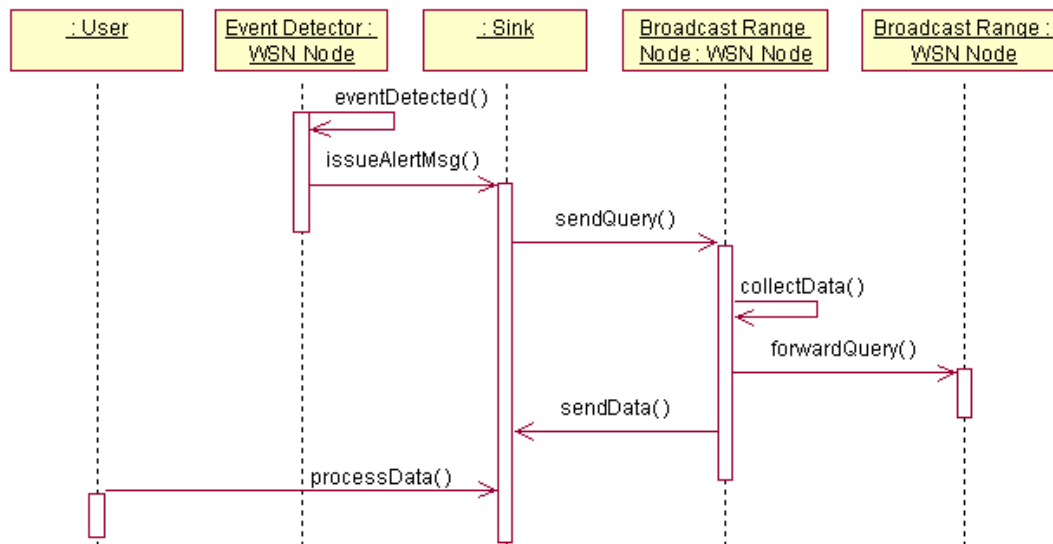 : User
Event Detector :
WSN Node
: Sink
Broadcast Range
Node : WSN Node
Broadcast Range :
WSN Node
eventDetected( )
issueAlertMsg( )
sendQuery( )
collectData( )
forwardQuery( )
sendData( )
processData( )